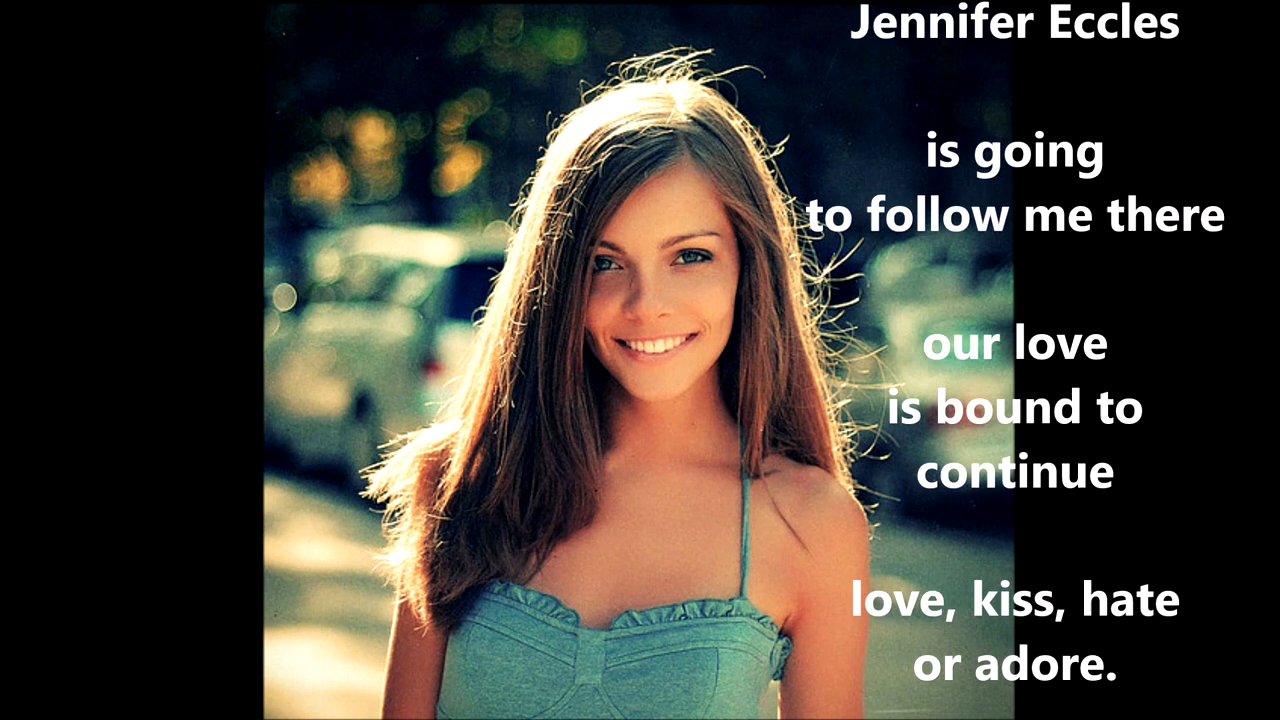 Jennifer Eccles
is going
to follow me there
our love
is bound to
continue
love, kiss, hate
or adore.